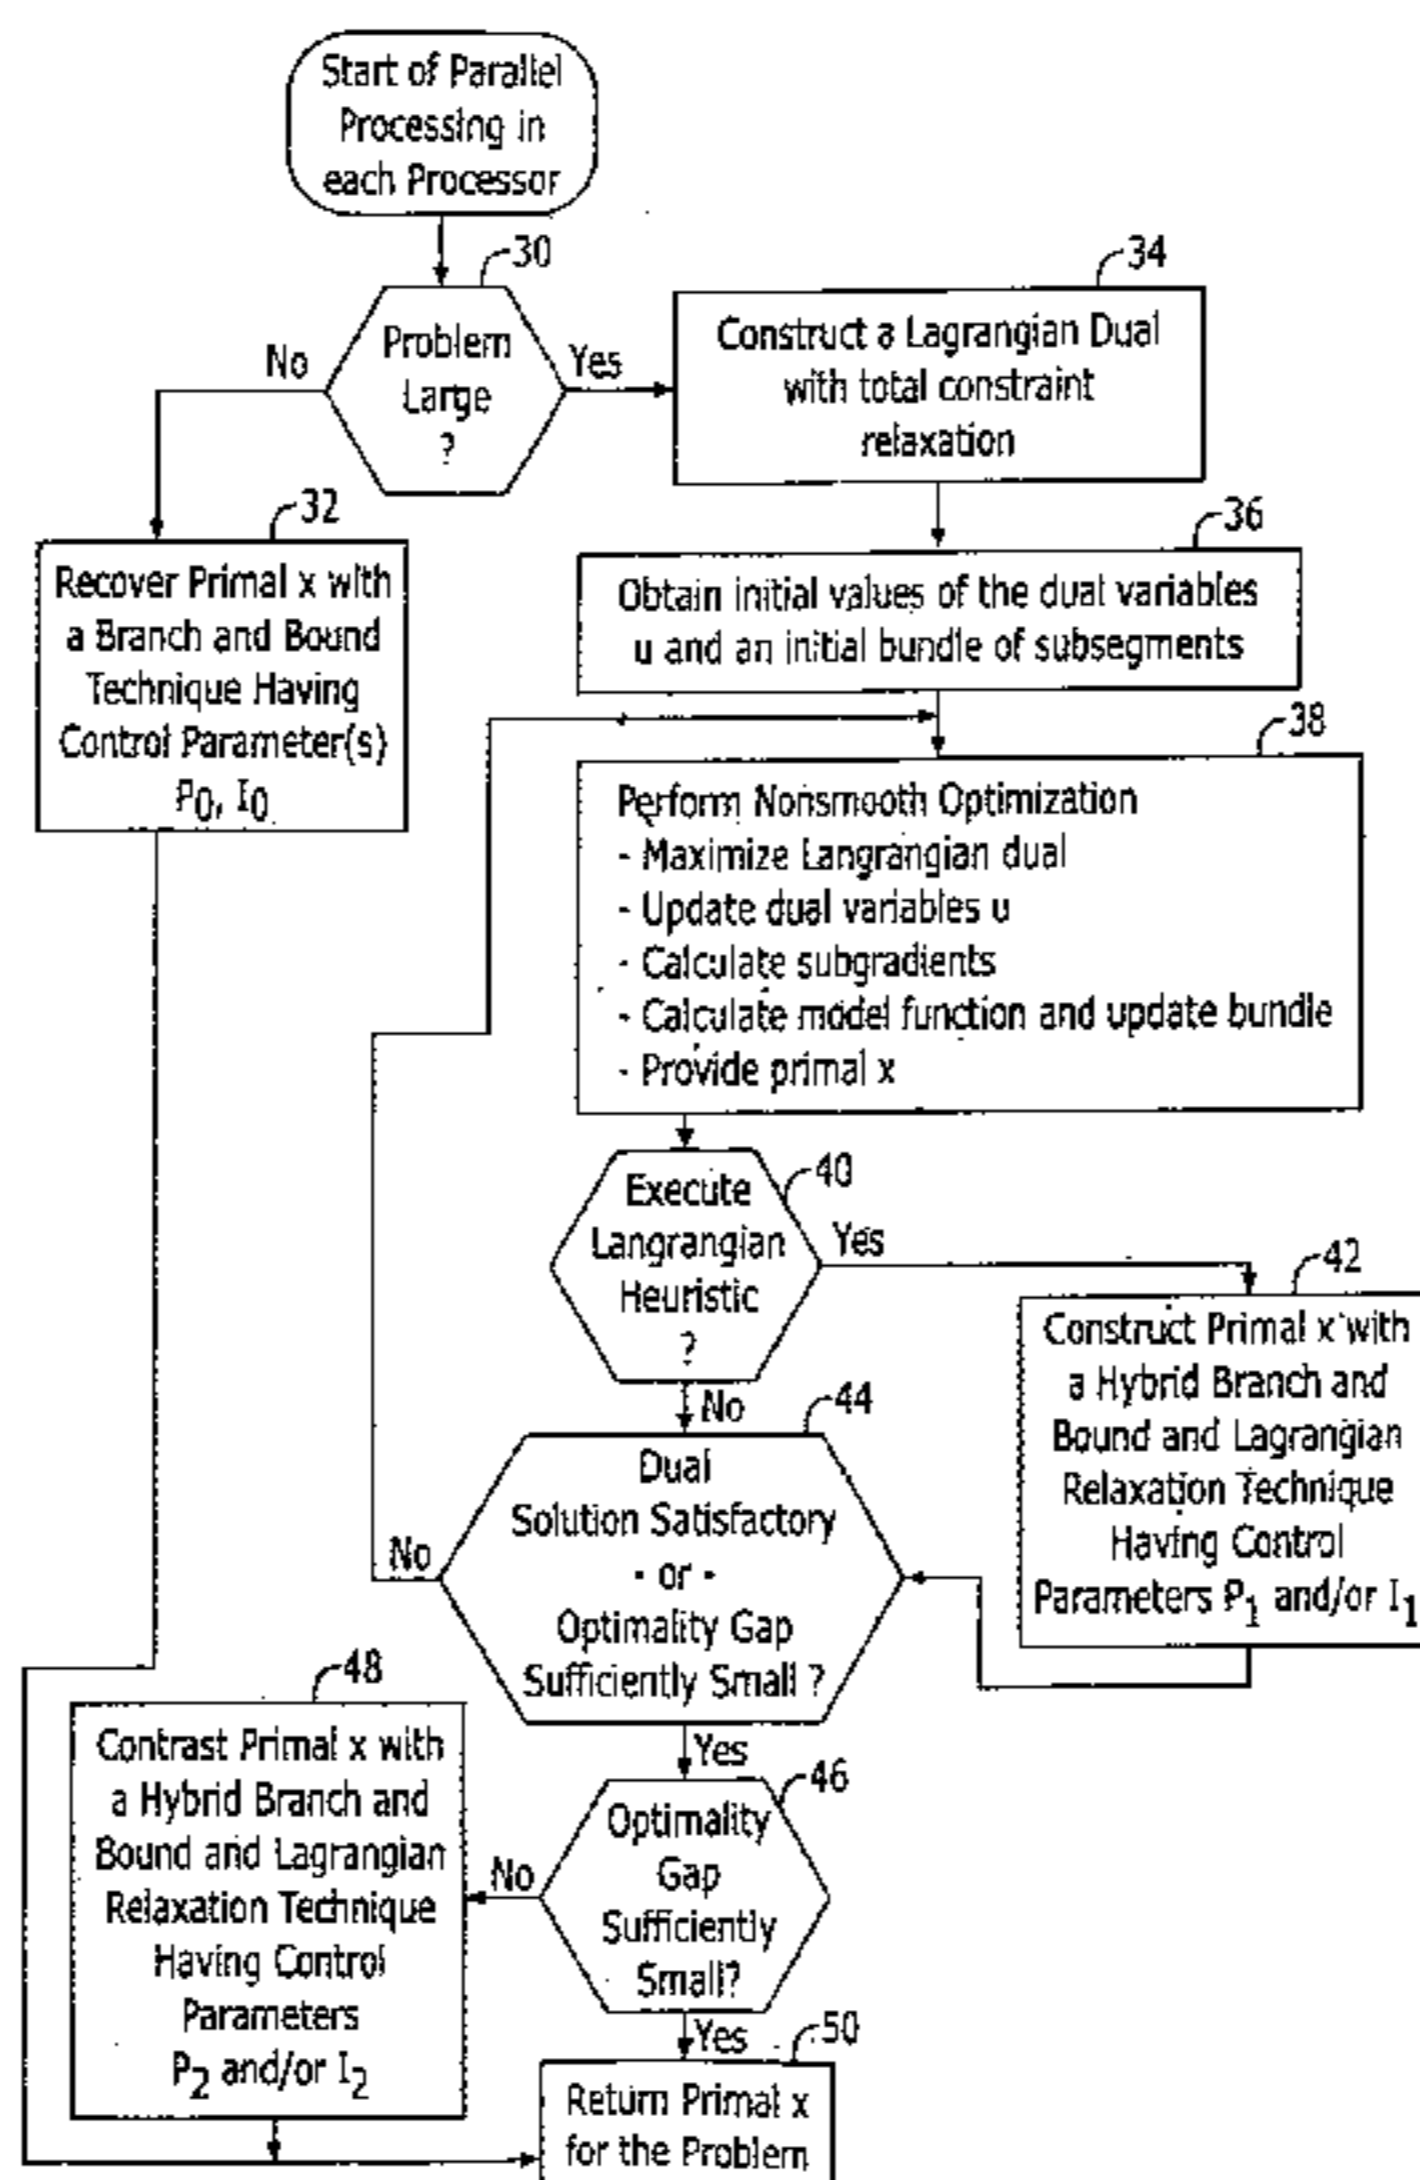 Start of Parallel
Processing in
each Processor
30
Problem
Large
?
No
Yes
34
Construct a Lagrangian Dual
with total constraint
relaxation
32
Recover Primal x with
a Branch and Bound
Technique Having
Control Parameter(s)
P0, I0
36
Obtain initial values of the dual variables
u and an initial bundle of subsegments
38
Perform Nonsmooth Optimization
- Maximize Langrangian dual
- Update dual variables u
- Calculate subgradients
- Calculate model function and update bundle
- Provide primal x
40
Execute
Langrangian
Heuristic
?
Yes
No
42
Construct Primal x with
a Hybrid Branch and
Bound and Lagrangian
Relaxation Technique
Having Control
Parameters P1 and/or I1
44
Dual
Solution Satisfactory
- or -
Optimality Gap
Sufficiently Small ?
No
Yes
46
Optimality
Gap
Sufficiently
Small?
No
Yes
48
Contrast Primal x with
a Hybrid Branch and
Bound and Lagrangian
Relaxation Technique
Having Control
Parameters
P2 and/or I2
50
Return Primal x
for the Problem